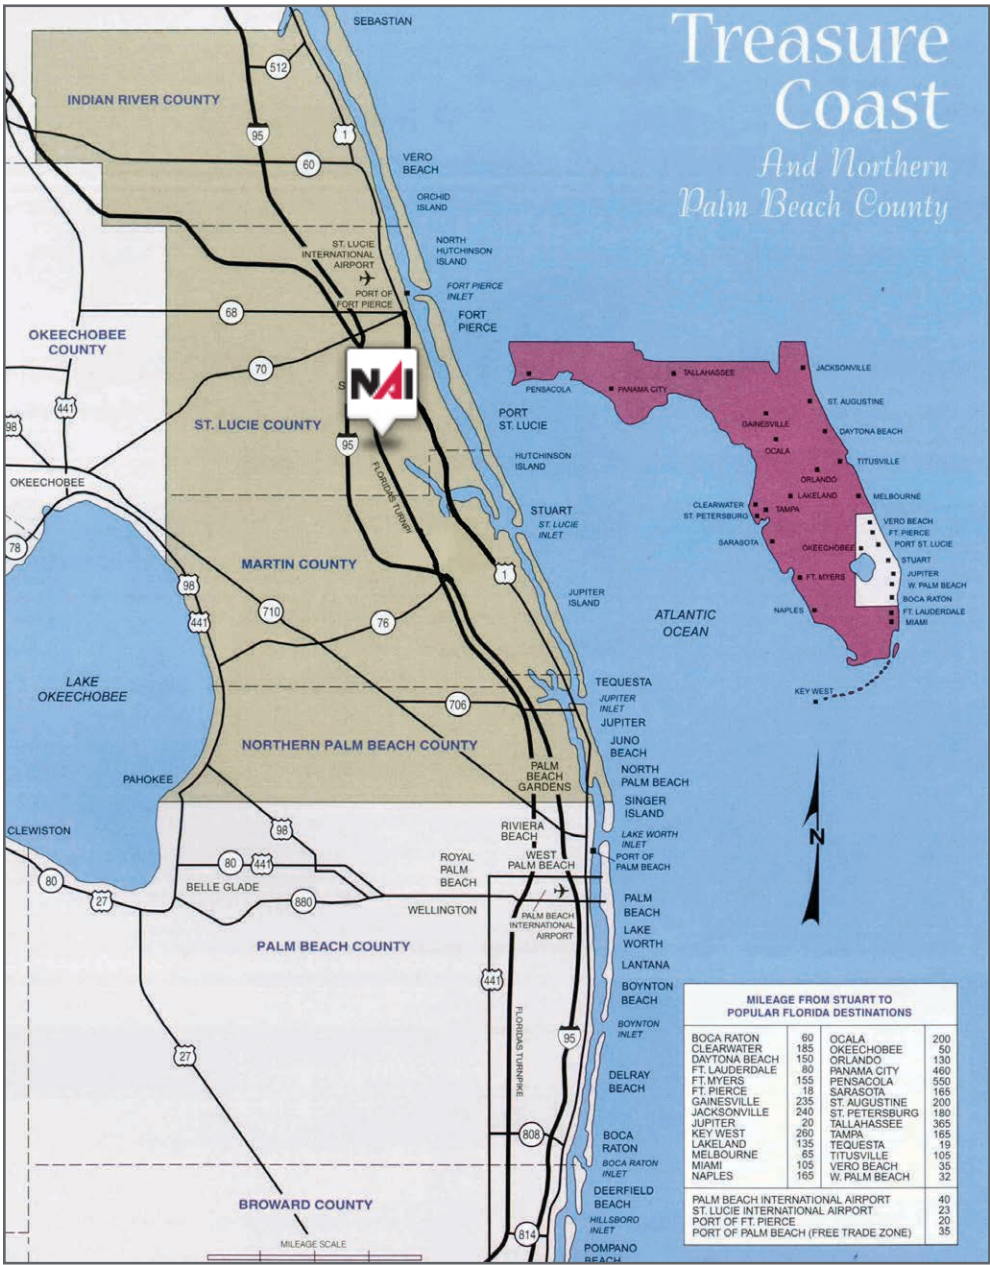 Treasure
Coast
And Northern
Palm Beach County
SEBASTIAN
512
INDIAN RIVER COUNTY
95
1
60
VERO
BEACH
ORCHID
ISLAND
ST. LUCIE
INTERNATIONAL
AIRPORT
NORTH
HUTCHINSON
ISLAND
PORT OF
FORT PIERCE
FORT PIERCE
INLET
68
FORT
PIERCE
OKEECHOBEE
COUNTY
70
NAI
S
441
98
ST. LUCIE COUNTY
PORT
ST. LUCIE
95
HUTCHINSON
ISLAND
FLORIDAS TURNPI
OKEECHOBEE
STUART
ST. LUCIE
INLET
78
MARTIN COUNTY
1
98
441
710
76
JUPITER
ISLAND
ATLANTIC
OCEAN
LAKE
OKEECHOBEE
TEQUESTA
JUPITER
INLET
706
JUPITER
NORTHERN PALM BEACH COUNTY
JUNO
BEACH
PAHOKEE
PALM
BEACH
GARDENS
NORTH
PALM BEACH
SINGER
ISLAND
CLEWISTON
98
RIVIERA
BEACH
LAKE WORTH
INLET
80
441
ROYAL
PALM
BEACH
WEST
PALM BEACH
PORT OF
PALM BEACH
80
27
BELLE GLADE
880
WELLINGTON
PALM BEACH
INTERNATIONAL
AIRPORT
PALM
BEACH
LAKE
WORTH
PALM BEACH COUNTY
LANTANA
441
BOYNTON
BEACH
FLORIDAS TURNPIKE
BOYNTON
INLET
95
27
DELRAY
BEACH
808
BOCA
RATON
BOCA RATON
INLET
DEERFIELD
BEACH
BROWARD COUNTY
HILLSBORO
INLET
814
MILEAGE SCALE
POMPANO
BEACH
PENSACOLA
PANAMA CITY
TALLAHASSEE
JACKSONVILLE
ST. AUGUSTINE
GAINESVILLE
DAYTONA BEACH
OCALA
TITUSVILLE
ORLANDO
LAKELAND
MELBOURNE
CLEARWATER
TAMPA
ST. PETERSBURG
VERO BEACH
FT. PIERCE
PORT ST. LUCIE
SARASOTA
OKEECHOBEE
STUART
JUPITER
FT. MYERS
W. PALM BEACH
BOCA RATON
NAPLES
FT. LAUDERDALE
MIAMI
KEY WEST
N
MILEAGE FROM STUART TO
POPULAR FLORIDA DESTINATIONS
BOCA RATON 60 OCALA 200
CLEARWATER 185 OKEECHOBEE 50
DAYTONA BEACH 150 ORLANDO 130
FT. LAUDERDALE 80 PANAMA CITY 460
FT.MYERS 155 PENSACOLA 550
FT. PIERCE 18 SARASOTA 165
GAINESVILLE 235 ST. AUGUSTINE 200
JACKSONVILLE 240 ST. PETERSBURG 180
JUPITER 20 TALLAHASSEE 365
KEY WEST 260 TAMPA 165
LAKELAND 135 TEQUESTA 19
MELBOURNE 65 TITUSVILLE 105
MIAMI 105 VERO BEACH 35
NAPLES 165 W. PALM BEACH 32
PALM BEACH INTERNATIONAL AIRPORT 40
ST. LUCIE INTERNATIONAL AIRPORT 23
PORT OF FT. PIERCE 20
PORT OF PALM BEACH (FREE TRADE ZONE) 35